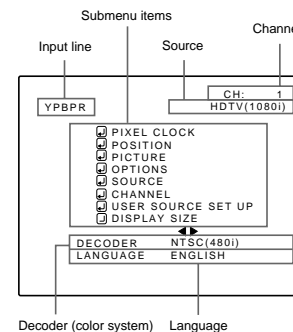 Submenu items
Channe
Input line
Source
CH: 1
YPBPR
HDTV(1080i)
PIXEL CLOCK
POSITION
PICTURE
OPTIONS
SOURCE
CHANNEL
USER SOURCE SET UP
DISPLAY SIZE
DECODER NTSC(480i)
LANGUAGE ENGLISH
Decoder (color system)
Language